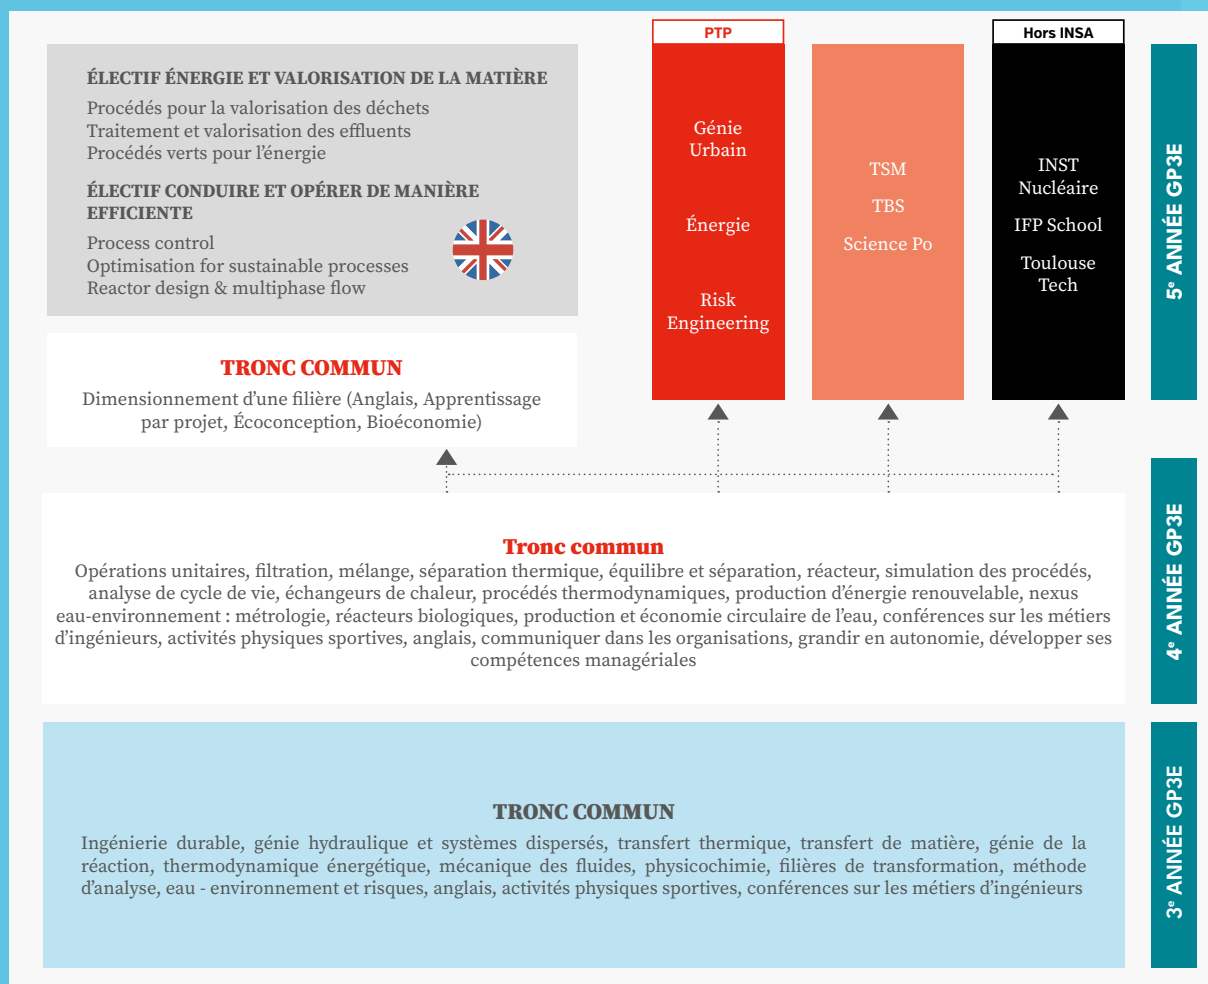 ÉLECTIF ÉNERGIE ET VALORISATION DE LA MATIÈRE
Procédés pour la valorisation des déchets
Traitement et valorisation des effluents
Procédés verts pour l’énergie
ÉLECTIF CONDUIRE ET OPÉRER DE MANIÈRE
EFFICIENTE
Process control
Optimisation for sustainable processes
Reactor design & multiphase flow
TRONC COMMUN
Dimensionnement d’une filière (Anglais, Apprentissage
par projet, Écoconception, Bioéconomie)
PTP
Génie
Urbain
Énergie
Risk
Engineering
TSM
TBS
Science Po
Hors INSA
INST
Nucléaire
IFP School
Toulouse
Tech
5e ANNÉE GP3E
Tronc commun
Opérations unitaires, filtration, mélange, séparation thermique, équilibre et séparation, réacteur, simulation des procédés,
analyse de cycle de vie, échangeurs de chaleur, procédés thermodynamiques, production d’énergie renouvelable, nexus
eau-environnement : métrologie, réacteurs biologiques, production et économie circulaire de l’eau, conférences sur les métiers
d’ingénieurs, activités physiques sportives, anglais, communiquer dans les organisations, grandir en autonomie, développer ses
compétences managériales
4e ANNÉE GP3E
TRONC COMMUN
Ingénierie durable, génie hydraulique et systèmes dispersés, transfert thermique, transfert de matière, génie de la
réaction, thermodynamique énergétique, mécanique des fluides, physicochimie, filières de transformation, méthode
d’analyse, eau - environnement et risques, anglais, activités physiques sportives, conférences sur les métiers d’ingénieurs
3e ANNÉE GP3E